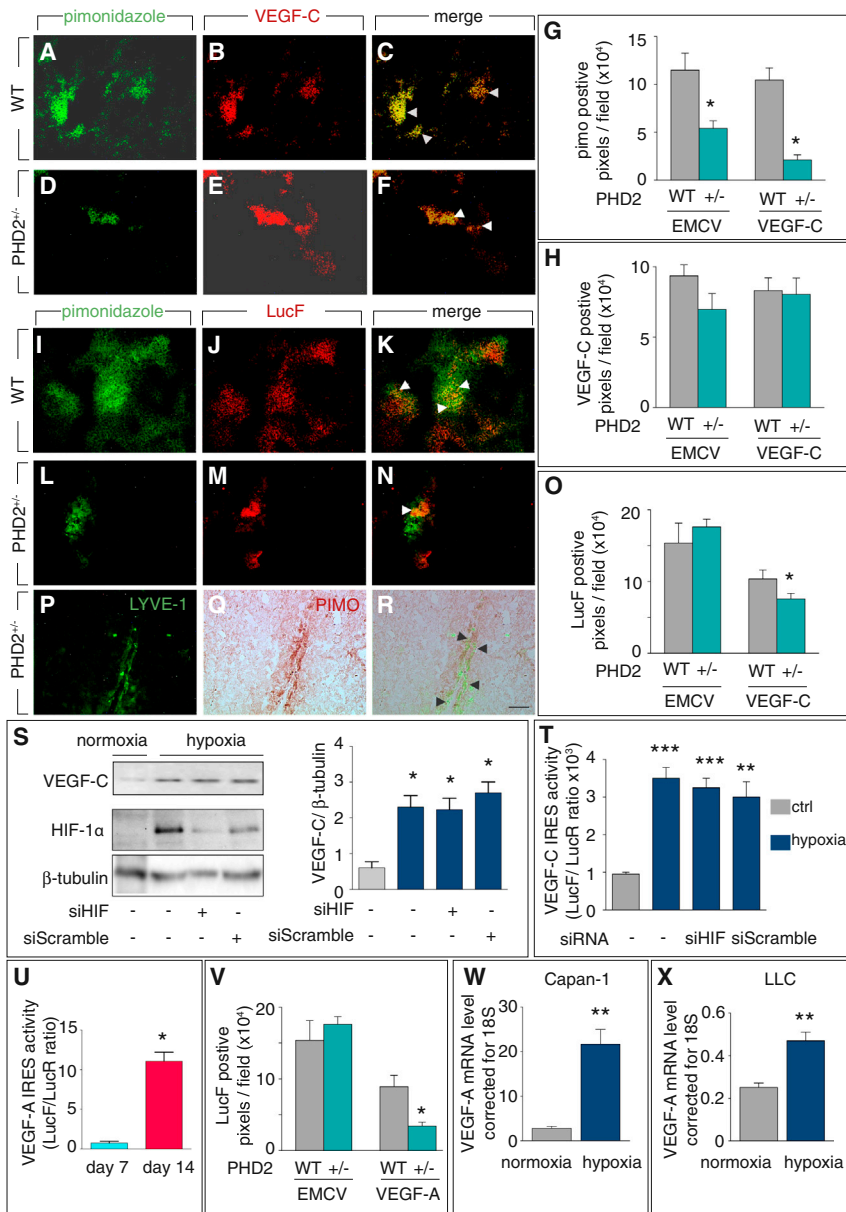 pimonidazole VEGF-C merge
WT
A B C
PHD2+/-
D E F
G
pimo postive
pixels / field (x10⁴)
15
10
5
0
*
*
PHD2 WT +/- WT +/-
EMCV VEGF-C
H
VEGF-C postive
pixels / field (x10⁴)
10
5
0
PHD2 WT +/- WT +/-
EMCV VEGF-C
pimonidazole LucF merge
WT
I J K
PHD2+/-
L M N
PHD2+/-
P LYVE-1 Q PIMO R
O
LucF postive
pixels / field (x10⁴)
20
10
0
*
PHD2 WT +/- WT +/-
EMCV VEGF-C
S
normoxia hypoxia
VEGF-C
HIF-1α
β-tubulin
siHIF - - + -
siScramble - - - +
VEGF-C/ β-tubulin
4
3
2
1
0
* * *
siHIF - - + -
siScramble - - - +
T
VEGF-C IRES activity
(LucF/ LucR ratio x10³)
4
3
2
1
0
*** *** **
ctrl
hypoxia
siRNA - - siHIF siScramble
U
VEGF-A IRES activity
(LucF/LucR ratio)
15
10
5
0
*
day 7 day 14
V
LucF postive
pixels / field (x10⁴)
20
10
0
*
PHD2 WT +/- WT +/-
EMCV VEGF-A
W
Capan-1
VEGF-A mRNA level
corrected for 18S
30
20
10
0
**
normoxia hypoxia
X
LLC
VEGF-A mRNA level
corrected for 18S
0.6
0.4
0.2
0
**
normoxia hypoxia